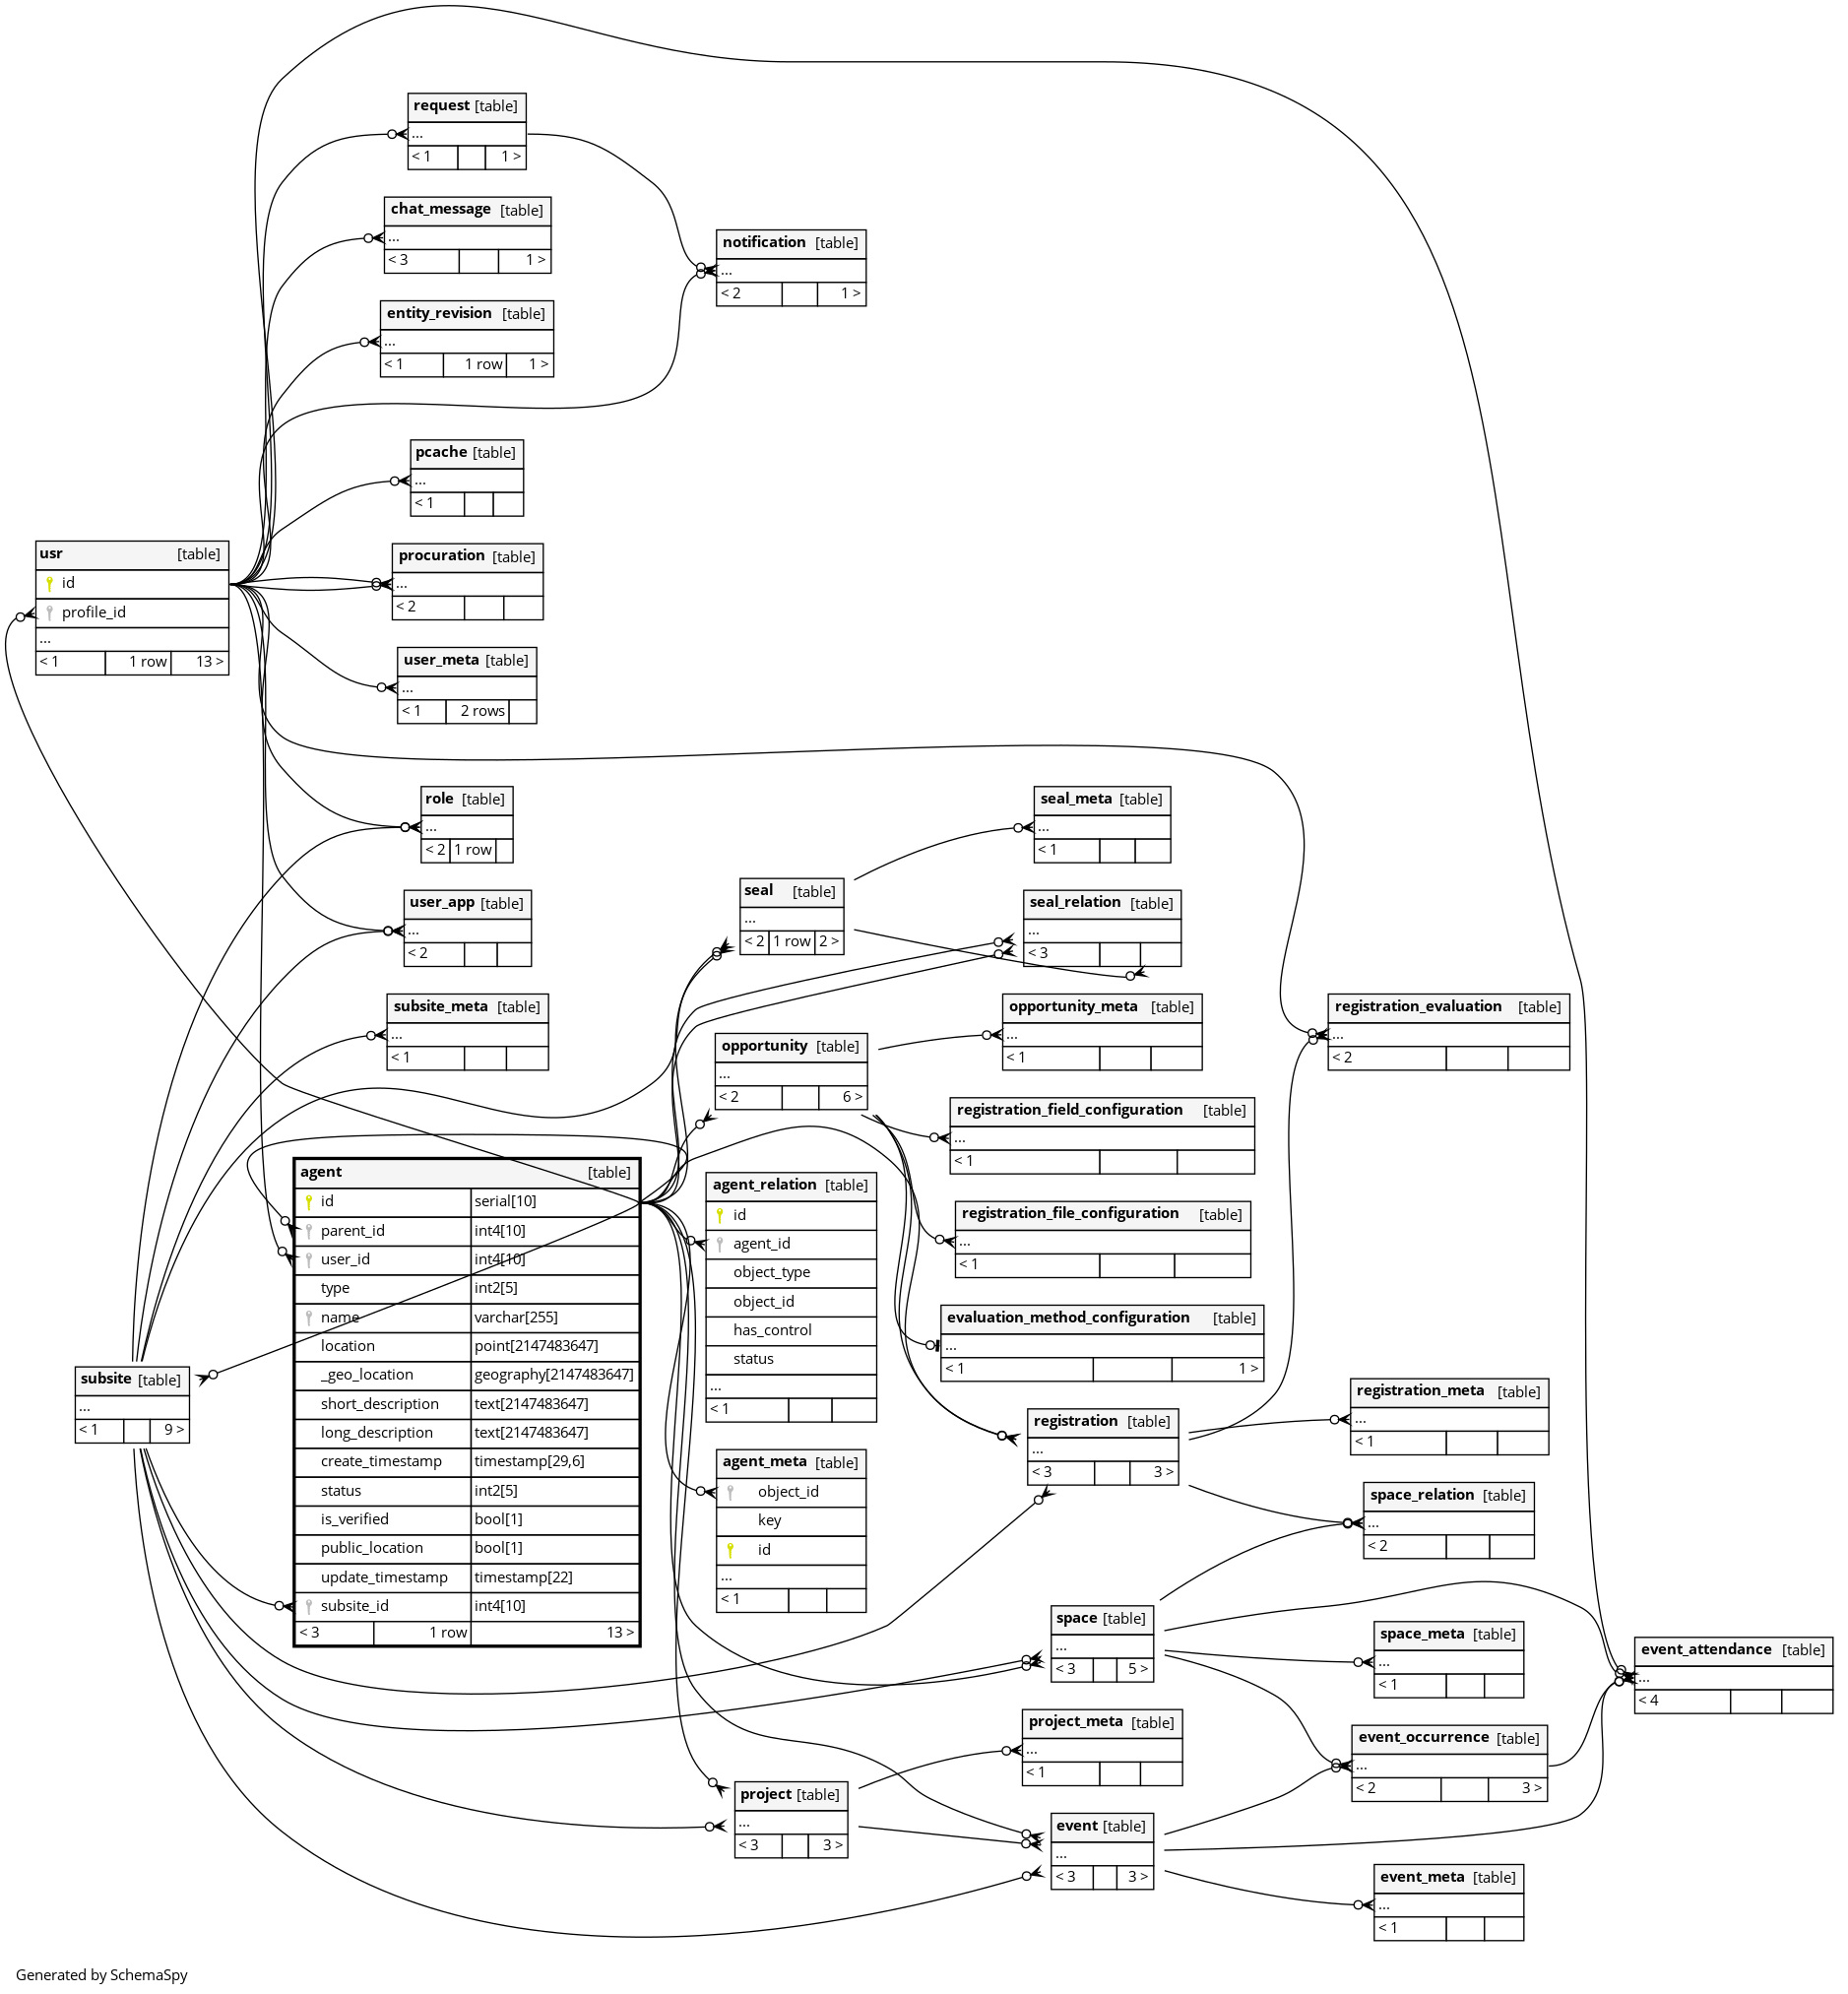 request [table]
...
< 1 1 >
chat_message [table]
...
< 3 1 >
notification [table]
...
< 2 1 >
entity_revision [table]
...
< 1 1 row 1 >
pcache [table]
...
< 1
usr [table]
id
profile_id
...
< 1 1 row 13 >
procuration [table]
...
< 2
user_meta [table]
...
< 1 2 rows
role [table]
...
< 2 1 row
seal_meta [table]
...
< 1
seal [table]
...
< 2 1 row 2 >
user_app [table]
...
< 2
seal_relation [table]
...
< 3
subsite_meta [table]
...
< 1
opportunity_meta [table]
...
< 1
registration_evaluation [table]
...
< 2
opportunity [table]
...
< 2 6 >
registration_field_configuration [table]
...
< 1
agent [table]
id serial[10]
parent_id int4[10]
user_id int4[10]
type int2[5]
name varchar[255]
location point[2147483647]
_geo_location geography[2147483647]
short_description text[2147483647]
long_description text[2147483647]
create_timestamp timestamp[29,6]
status int2[5]
is_verified bool[1]
public_location bool[1]
update_timestamp timestamp[22]
subsite_id int4[10]
< 3 1 row 13 >
agent_relation [table]
id
agent_id
object_type
object_id
has_control
status
...
< 1
registration_file_configuration [table]
...
< 1
evaluation_method_configuration [table]
...
< 1 1 >
subsite [table]
...
< 1 9 >
registration [table]
...
< 3 3 >
registration_meta [table]
...
< 1
agent_meta [table]
object_id
key
id
...
< 1
space_relation [table]
...
< 2
space [table]
...
< 3 5 >
space_meta [table]
...
< 1
event_attendance [table]
...
< 4
project_meta [table]
...
< 1
event_occurrence [table]
...
< 2 3 >
project [table]
...
< 3 3 >
event [table]
...
< 3 3 >
event_meta [table]
...
< 1
Generated by SchemaSpy